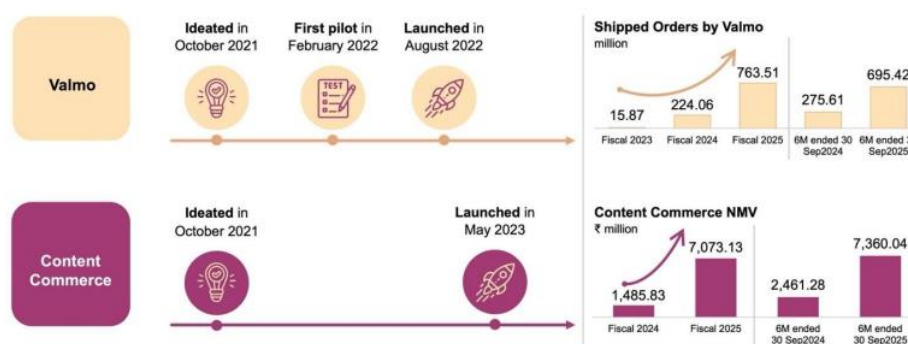 Valmo
Ideated in
October 2021
First pilot in
February 2022
Launched in
August 2022
TEST
Shipped Orders by Valmo
million
15.87
224.06
763.51
275.61
695.42
Fiscal 2023
Fiscal 2024
Fiscal 2025
6M ended 30
Sep2024
6M ended 3
Sep2025
Content
Commerce
Ideated in
October 2021
Launched in
May 2023
Content Commerce NMV
₹ million
1,485.83
7,073.13
2,461.28
7,360.04
Fiscal 2024
Fiscal 2025
6M ended
30 Sep2024
6M ended
30 Sep2025